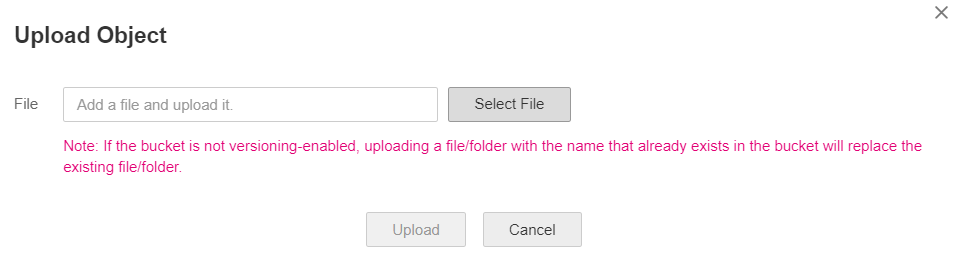 Upload Object
File Add a file and upload it. Select File
Note: If the bucket is not versioning-enabled, uploading a file/folder with the name that already exists in the bucket will replace the
existing file/folder.
Upload Cancel